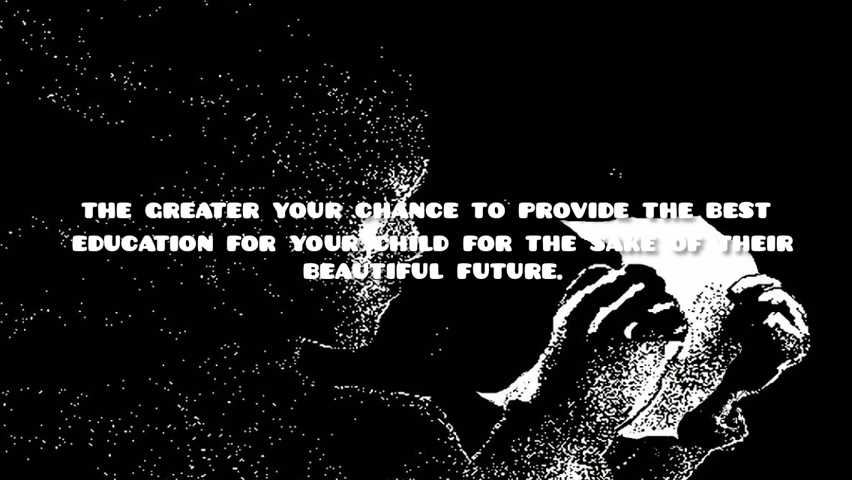 THE GREATER YOUR CHANCE TO PROVIDE THE BEST
EDUCATION FOR YOUR CHILD FOR THE SAKE OF THEIR
BEAUTIFUL FUTURE.